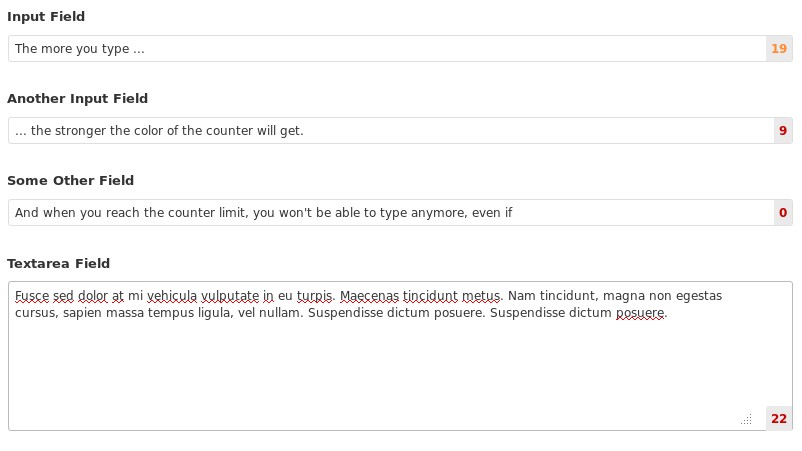 Input Field
The more you type ... 19
Another Input Field
... the stronger the color of the counter will get. 9
Some Other Field
And when you reach the counter limit, you won't be able to type anymore, even if 0
Textarea Field
Fusce sed dolor at mi vehicula vulputate in eu turpis. Maecenas tincidunt metus. Nam tincidunt, magna non egestas
cursus, sapien massa tempus ligula, vel nullam. Suspendisse dictum posuere. Suspendisse dictum posuere.
22